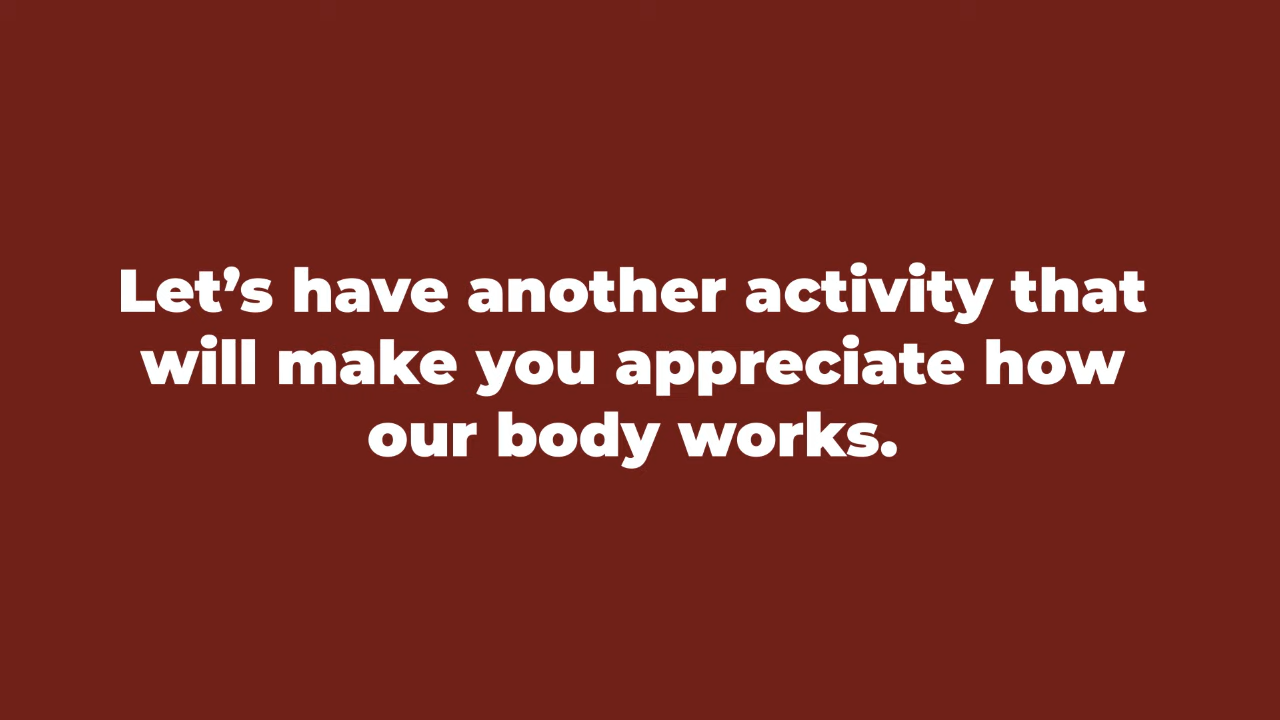 Let’s have another activity that
will make you appreciate how
our body works.